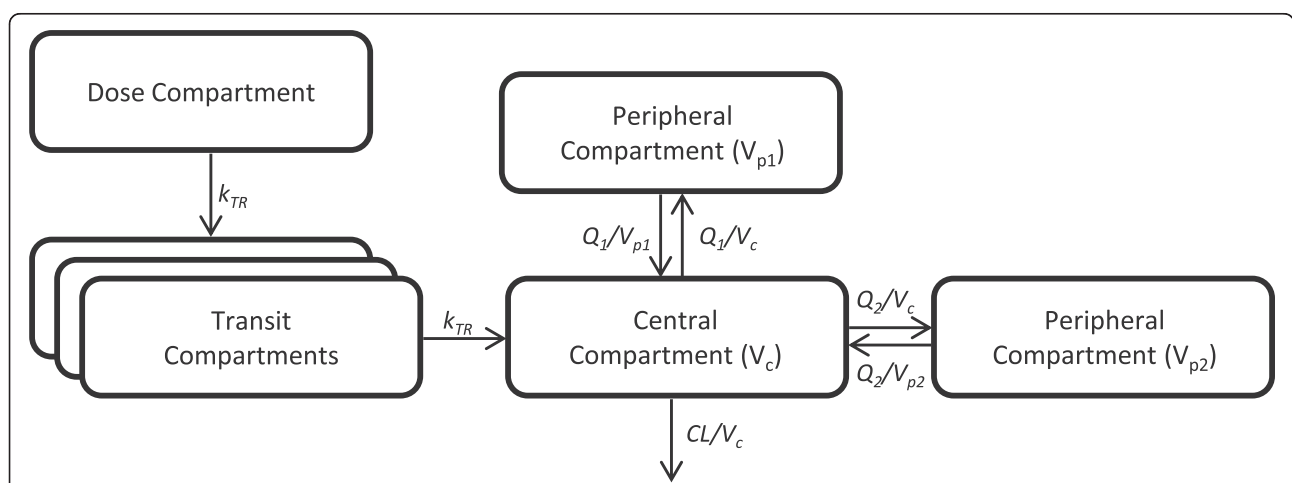 Dose Compartment
k_TR
Transit
Compartments
k_TR
Peripheral
Compartment (V_p1)
Q_1/V_p1
Q_1/V_c
Central
Compartment (V_c)
Q_2/V_c
Q_2/V_p2
Peripheral
Compartment (V_p2)
CL/V_c